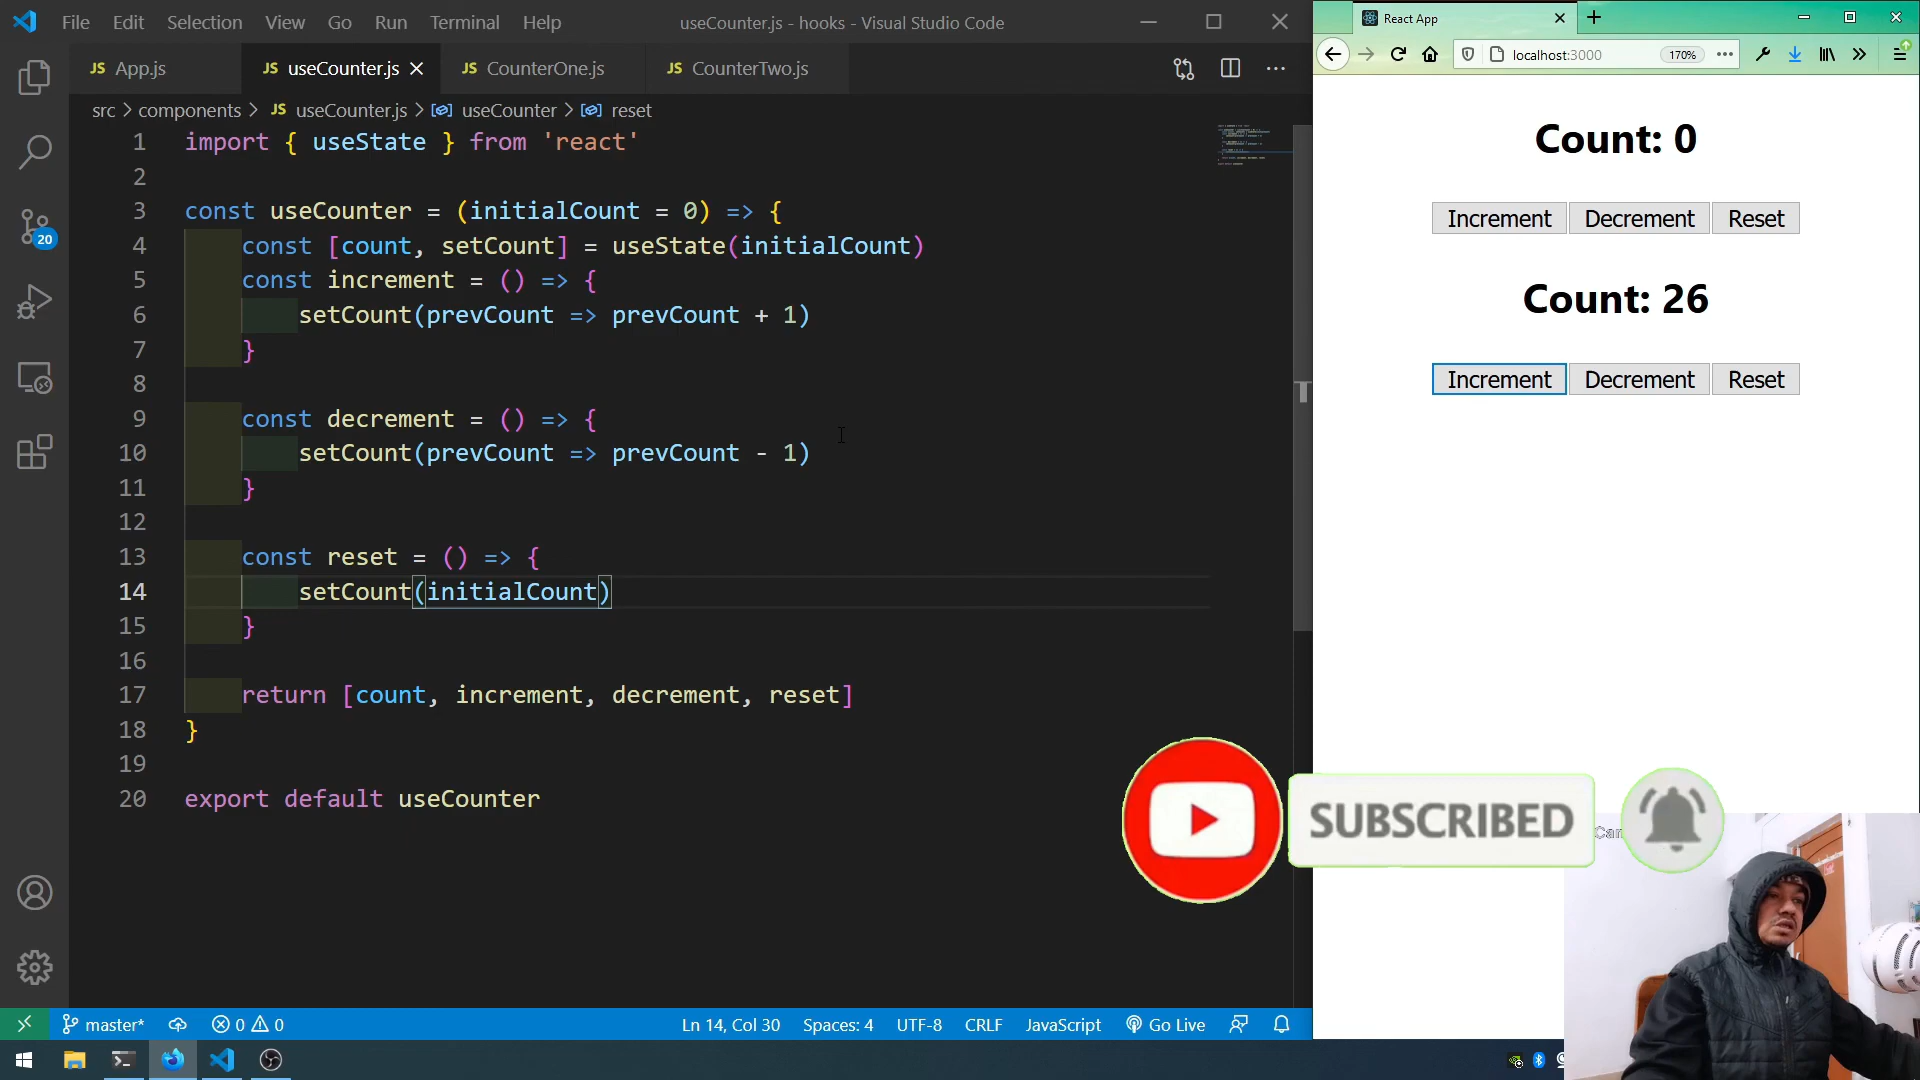 File Edit Selection View Go Run Terminal Help
useCounter.js - hooks - Visual Studio Code
JS App.js
JS useCounter.js
JS CounterOne.js
JS CounterTwo.js
src > components > JS useCounter.js > useCounter > reset
1 import { useState } from 'react'
2
3 const useCounter = (initialCount = 0) => {
4 const [count, setCount] = useState(initialCount)
5 const increment = () => {
6 setCount(prevCount => prevCount + 1)
7 }
8
9 const decrement = () => {
10 setCount(prevCount => prevCount - 1)
11 }
12
13 const reset = () => {
14 setCount(initialCount)
15 }
16
17 return [count, increment, decrement, reset]
18 }
19
20 export default useCounter
20
master* 0 0 Ln 14, Col 30 Spaces: 4 UTF-8 CRLF JavaScript Go Live
React App
localhost:3000 170%
Count: 0
Increment Decrement Reset
Count: 26
Increment Decrement Reset
SUBSCRIBED